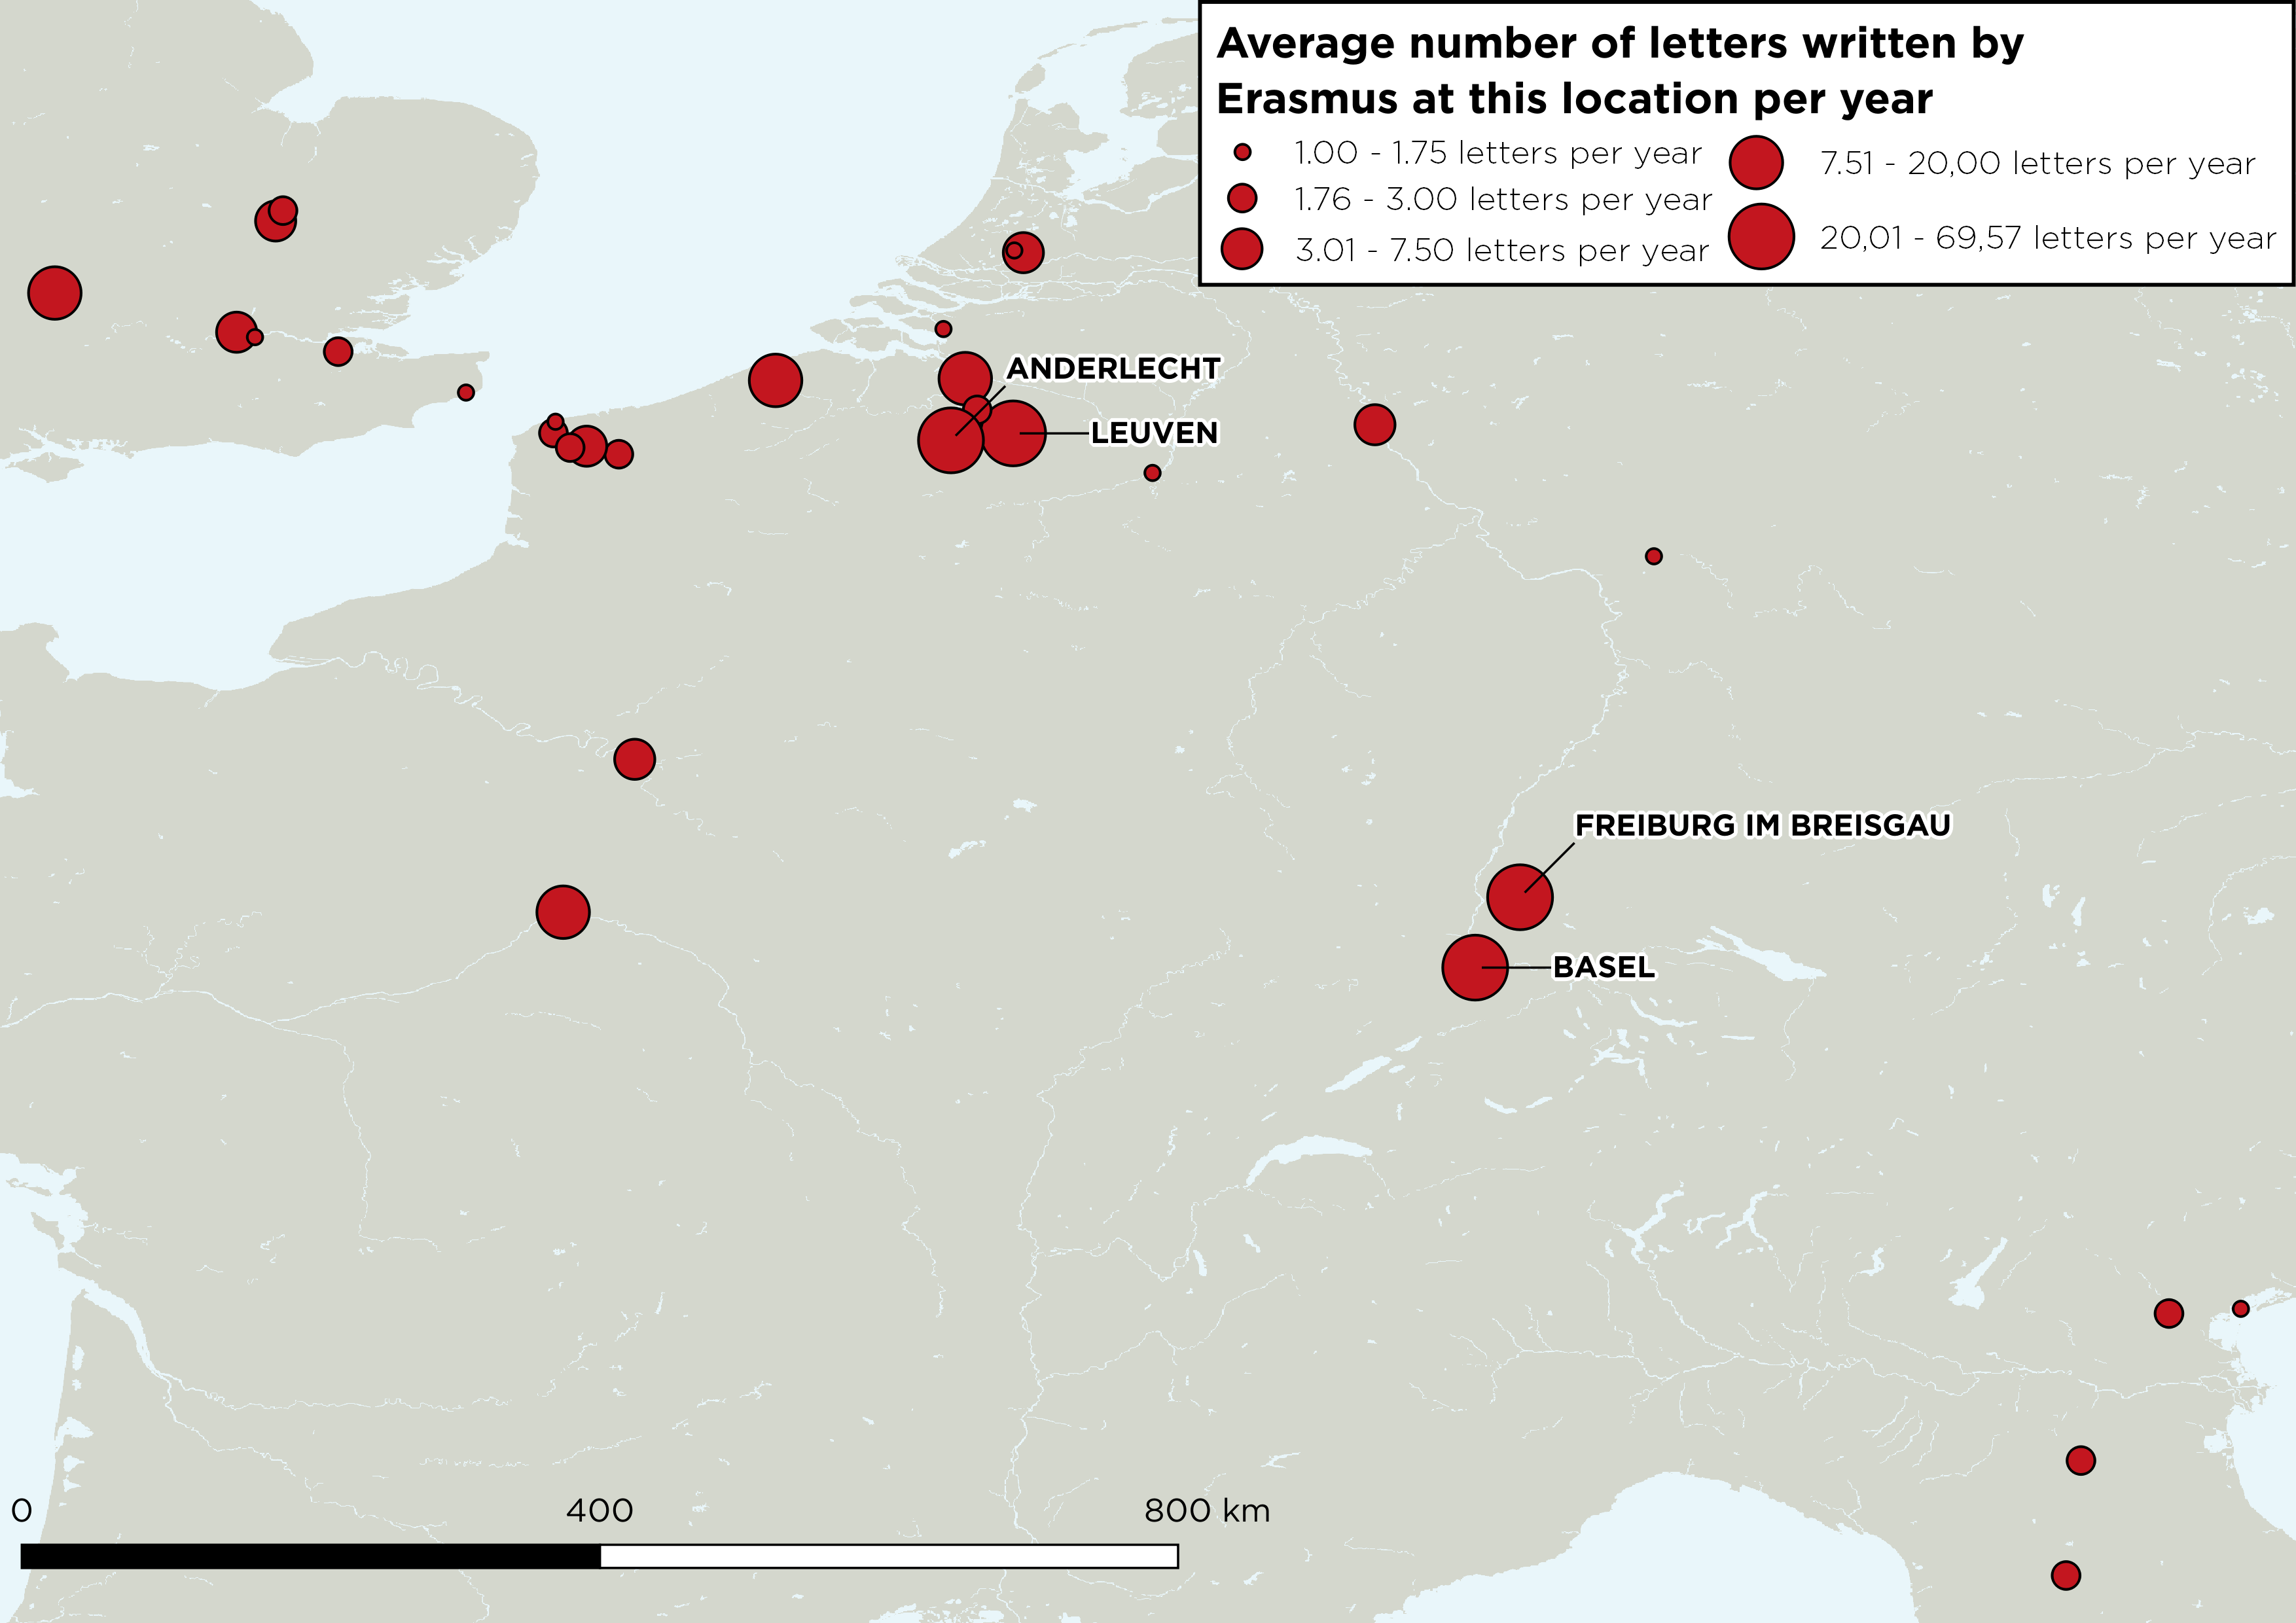 Average number of letters written by
Erasmus at this location per year
1.00 - 1.75 letters per year
1.76 - 3.00 letters per year
3.01 - 7.50 letters per year
7.51 - 20,00 letters per year
20,01 - 69,57 letters per year
ANDERLECHT
LEUVEN
FREIBURG IM BREISGAU
BASEL
0 400 800 km